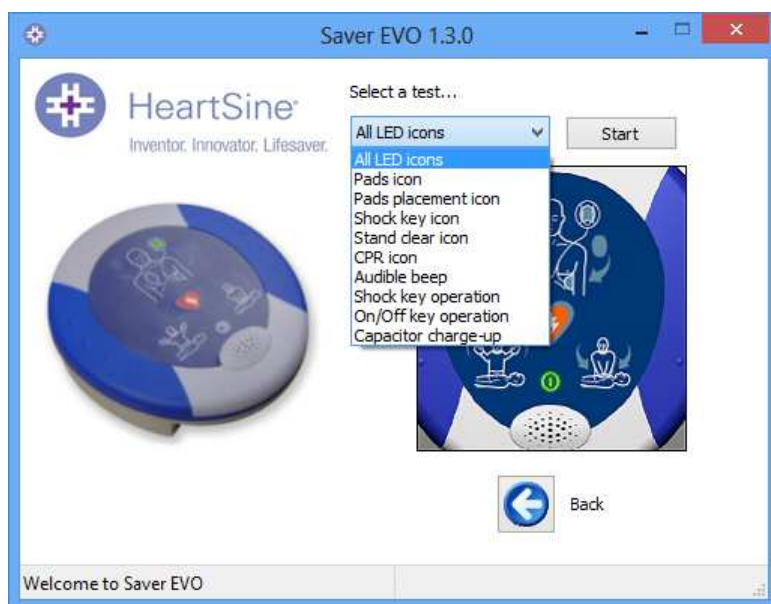 Saver EVO 1.3.0
HeartSine®
Inventor. Innovator. Lifesaver.
Select a test...
All LED icons
Start
All LED icons
Pads icon
Pads placement icon
Shock key icon
Stand clear icon
CPR icon
Audible beep
Shock key operation
On/Off key operation
Capacitor charge-up
Back
Welcome to Saver EVO